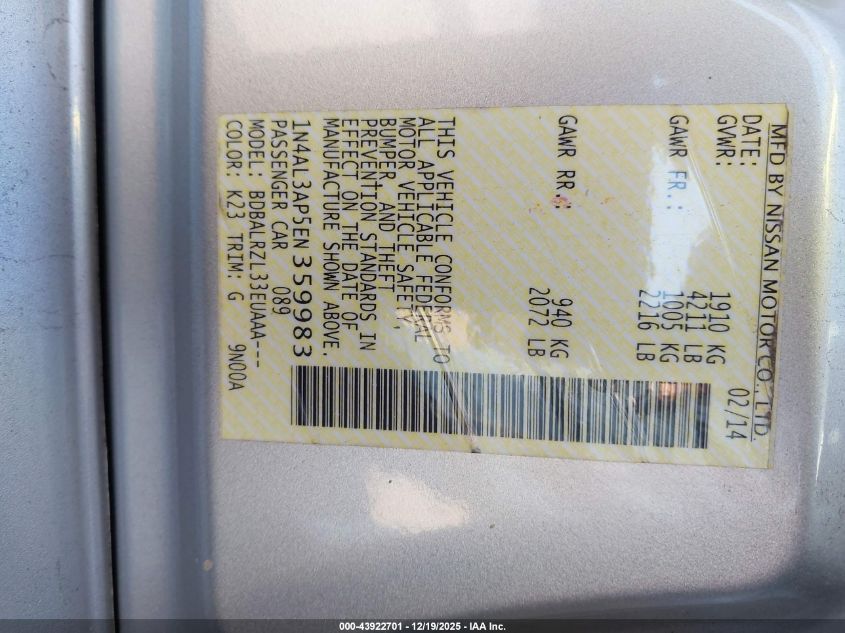 MFD BY NISSAN MOTOR CO., LTD.
DATE: 02/14
GVWR: 1910 KG
4211 LB
GAWR FR.: 1005 KG
2216 LB
GAWR RR.: 940 KG
2072 LB
THIS VEHICLE CONFORMS TO
ALL APPLICABLE FEDERAL
MOTOR VEHICLE SAFETY,
BUMPER, AND THEFT
PREVENTION STANDARDS IN
EFFECT ON THE DATE OF
MANUFACTURE SHOWN ABOVE.
1N4AL3AP5EN359983
PASSENGER CAR 089
MODEL: BDBALRZL33EUAAA---
COLOR: K23 TRIM: G 9N00A
000-43922701 - 12/19/2025 - IAA Inc.